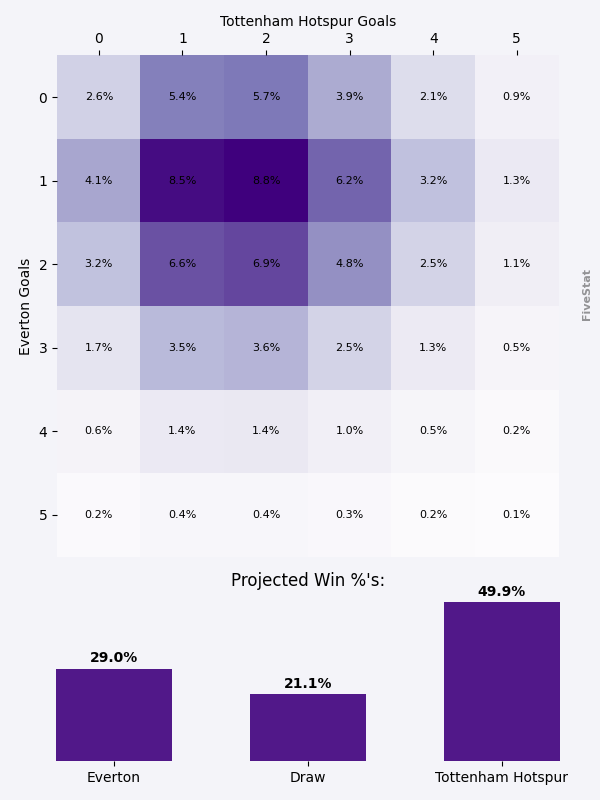 Tottenham Hotspur Goals
0 1 2 3 4 5
0 2.6% 5.4% 5.7% 3.9% 2.1% 0.9%
1 4.1% 8.5% 8.8% 6.2% 3.2% 1.3%
2 3.2% 6.6% 6.9% 4.8% 2.5% 1.1%
3 1.7% 3.5% 3.6% 2.5% 1.3% 0.5%
4 0.6% 1.4% 1.4% 1.0% 0.5% 0.2%
5 0.2% 0.4% 0.4% 0.3% 0.2% 0.1%
Everton Goals
FiveStat
Projected Win %'s:
29.0% 21.1% 49.9%
Everton Draw Tottenham Hotspur